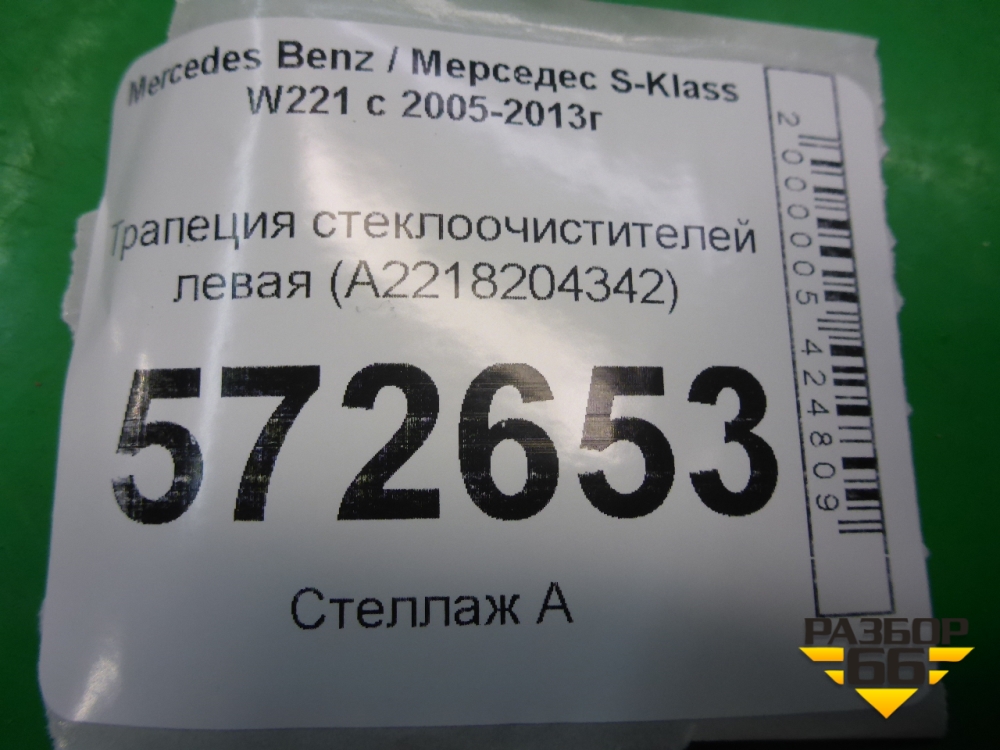 Mercedes Benz / Мерседес S-Klass
W221 с 2005-2013г
Трапеция стеклоочистителей
левая (A2218204342)
572653
Стеллаж А
2000005424809
РАЗБОР
66